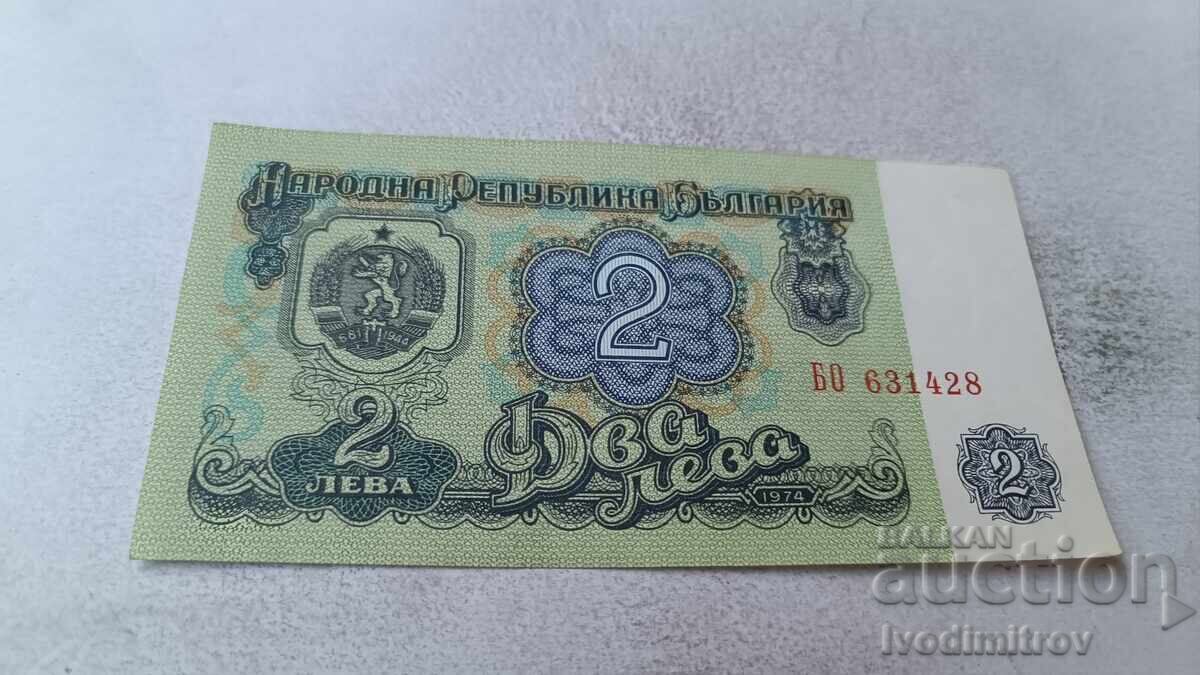 НАРОДНА РЕПУБЛИКА БЪЛГАРИЯ
681 1944
2
БО 631428
2
ЛЕВА
Два
лева
1974
2
BALKAN
auction
Ivodimitrov